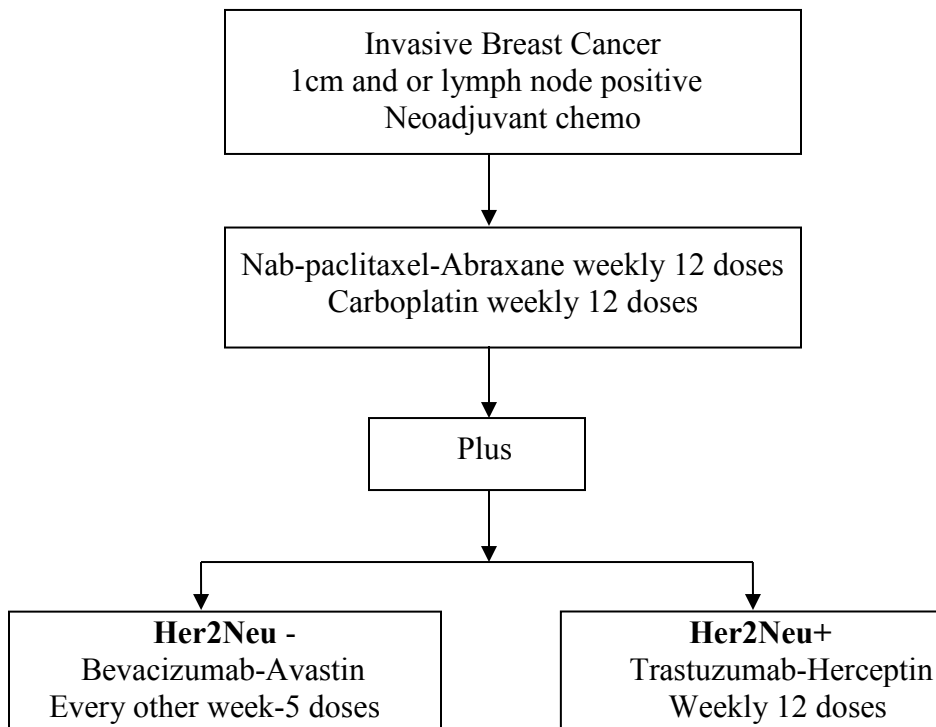 Invasive Breast Cancer
1cm and or lymph node positive
Neoadjuvant chemo
Nab-paclitaxel-Abraxane weekly 12 doses
Carboplatin weekly 12 doses
Plus
Her2Neu -
Bevacizumab-Avastin
Every other week-5 doses
Her2Neu+
Trastuzumab-Herceptin
Weekly 12 doses